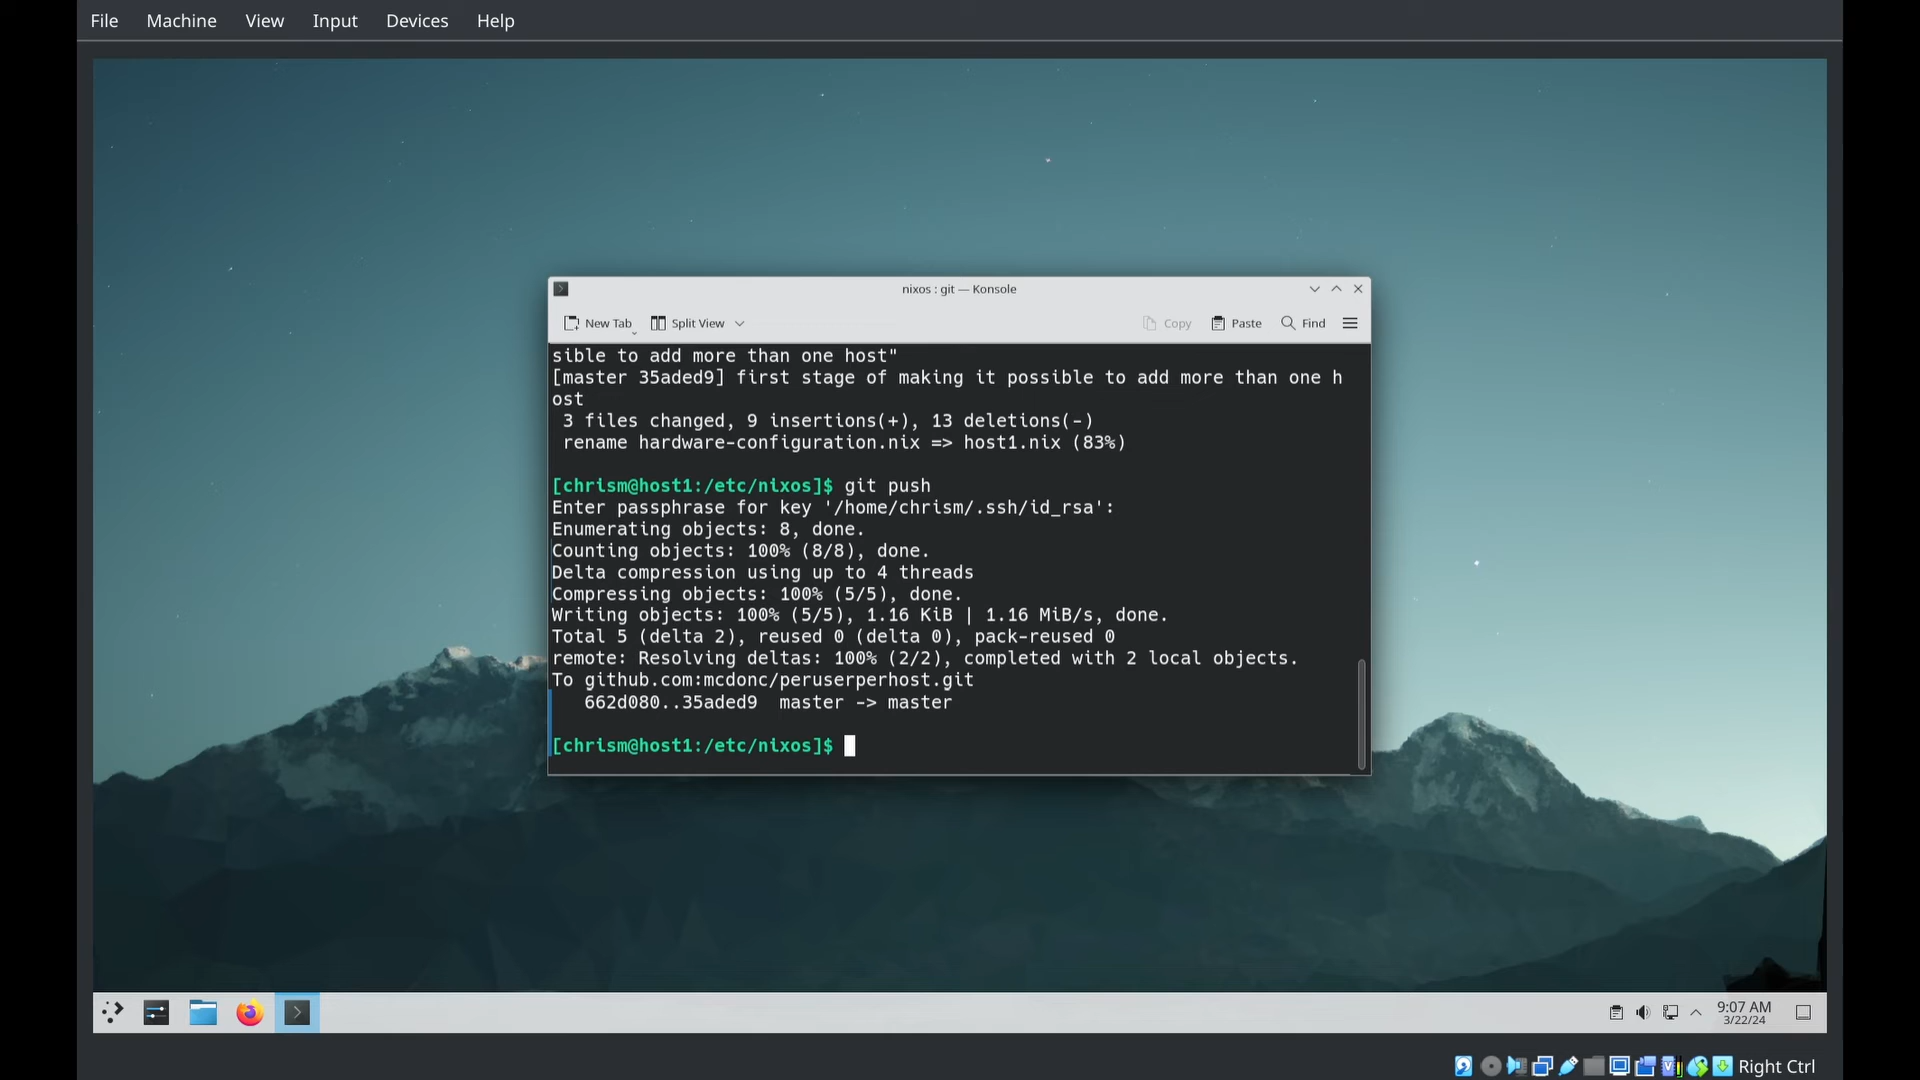 File Machine View Input Devices Help
nixos : git — Konsole
New Tab Split View Copy Paste Find
sible to add more than one host"
[master 35aded9] first stage of making it possible to add more than one h
ost
 3 files changed, 9 insertions(+), 13 deletions(-)
 rename hardware-configuration.nix => host1.nix (83%)
[chrism@host1:/etc/nixos]$ git push
Enter passphrase for key '/home/chrism/.ssh/id_rsa':
Enumerating objects: 8, done.
Counting objects: 100% (8/8), done.
Delta compression using up to 4 threads
Compressing objects: 100% (5/5), done.
Writing objects: 100% (5/5), 1.16 KiB | 1.16 MiB/s, done.
Total 5 (delta 2), reused 0 (delta 0), pack-reused 0
remote: Resolving deltas: 100% (2/2), completed with 2 local objects.
To github.com:mcdonc/peruserperhost.git
   662d080..35aded9  master -> master
[chrism@host1:/etc/nixos]$
9:07 AM
3/22/24
Right Ctrl